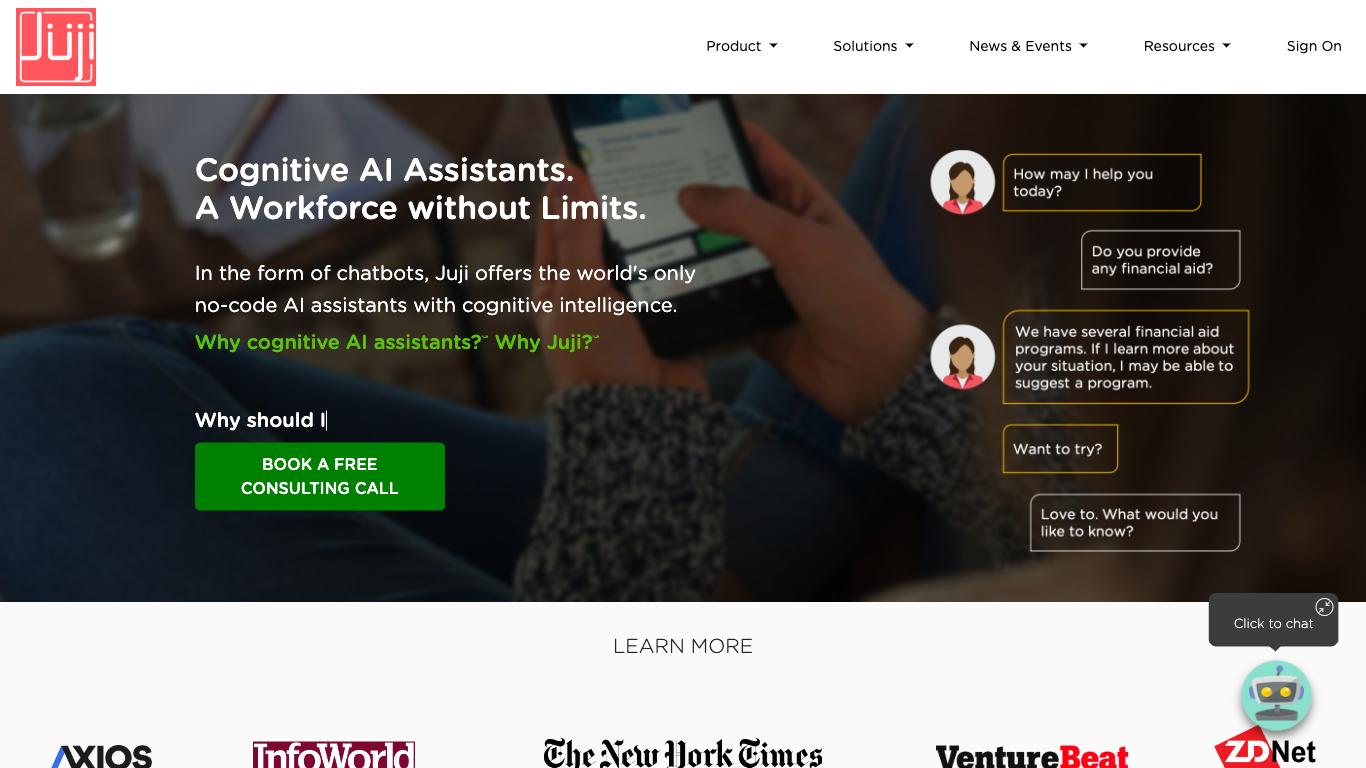 Juji
Product
Solutions
News & Events
Resources
Sign On
Cognitive AI Assistants.
A Workforce without Limits.
In the form of chatbots, Juji offers the world's only
no-code AI assistants with cognitive intelligence.
Why cognitive AI assistants? Why Juji?
Why should I
BOOK A FREE
CONSULTING CALL
How may I help you
today?
Do you provide
any financial aid?
We have several financial aid
programs. If I learn more about
your situation, I may be able to
suggest a program.
Want to try?
Love to. What would you
like to know?
Click to chat
LEARN MORE
AXIOS
InfoWorld
The New York Times
VentureBeat
ZDNet